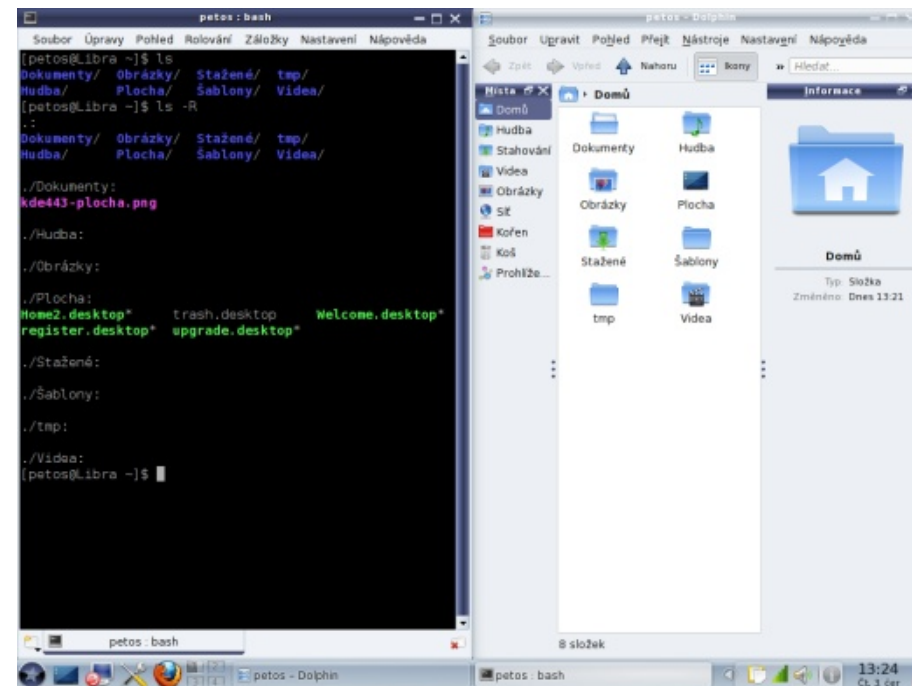 petos : bash
Soubor Úpravy Pohled Rolování Záložky Nastavení Nápověda
[petos@Libra ~]$ ls
Dokumenty/ Obrázky/ Stažené/ tmp/
Hudba/ Plocha/ Šablony/ Videa/
[petos@Libra ~]$ ls -R
.:
Dokumenty/ Obrázky/ Stažené/ tmp/
Hudba/ Plocha/ Šablony/ Videa/
./Dokumenty:
kde443-plocha.png
./Hudba:
./Obrázky:
./Plocha:
Home2.desktop* trash.desktop Welcome.desktop*
register.desktop* upgrade.desktop*
./Stažené:
./Šablony:
./tmp:
./Videa:
[petos@Libra ~]$
petos : bash
petos - Dolphin
Soubor Upravit Pohled Přejít Nástroje Nastavení Nápověda
Zpět Vpřed Nahoru Ikony » Hledat...
Místa
Domů
Hudba
Stahování
Videa
Obrázky
Síť
Kořen
Koš
Prohlíže...
Domů
Dokumenty Hudba
Obrázky Plocha
Stažené Šablony
tmp Videa
8 složek
Informace
Domů
Typ: Složka
Změněno: Dnes 13:21
petos - Dolphin
petos : bash
13:24
Čt, 3. čer